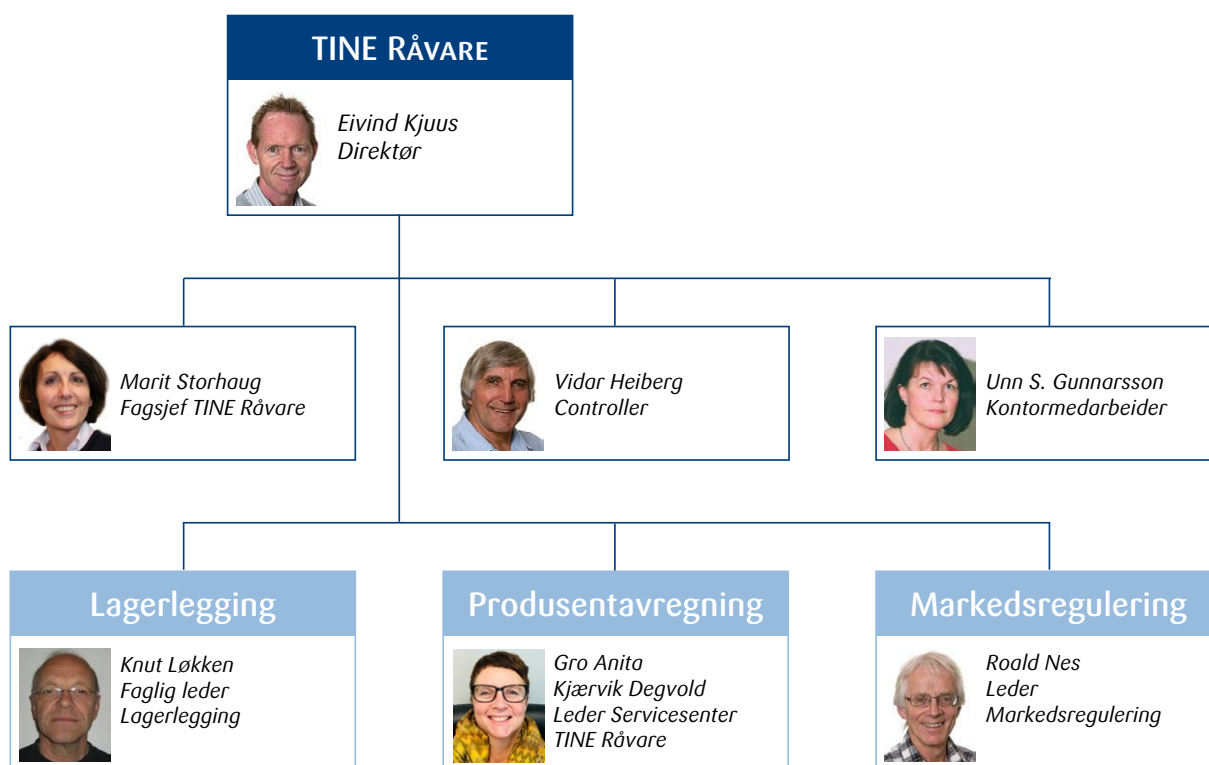 TINE RÅVARE
Eivind Kjuus
Direktør
Marit Storhaug
Fagsjef TINE Råvare
Vidar Heiberg
Controller
Unn S. Gunnarsson
Kontormedarbeider
Lagerlegging
Knut Løkken
Faglig leder
Lagerlegging
Produsentavregning
Gro Anita
Kjærvik Degvold
Leder Servicesenter
TINE Råvare
Markedsregulering
Roald Nes
Leder
Markedsregulering